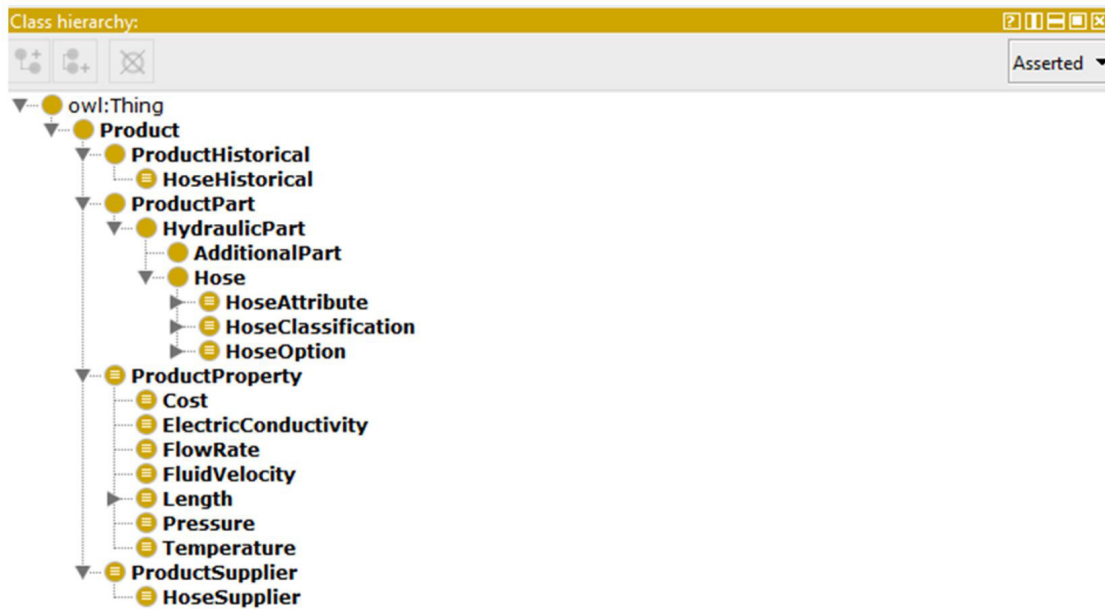 Class hierarchy:
Asserted
owl:Thing
Product
ProductHistorical
HoseHistorical
ProductPart
HydraulicPart
AdditionalPart
Hose
HoseAttribute
HoseClassification
HoseOption
ProductProperty
Cost
ElectricConductivity
FlowRate
FluidVelocity
Length
Pressure
Temperature
ProductSupplier
HoseSupplier